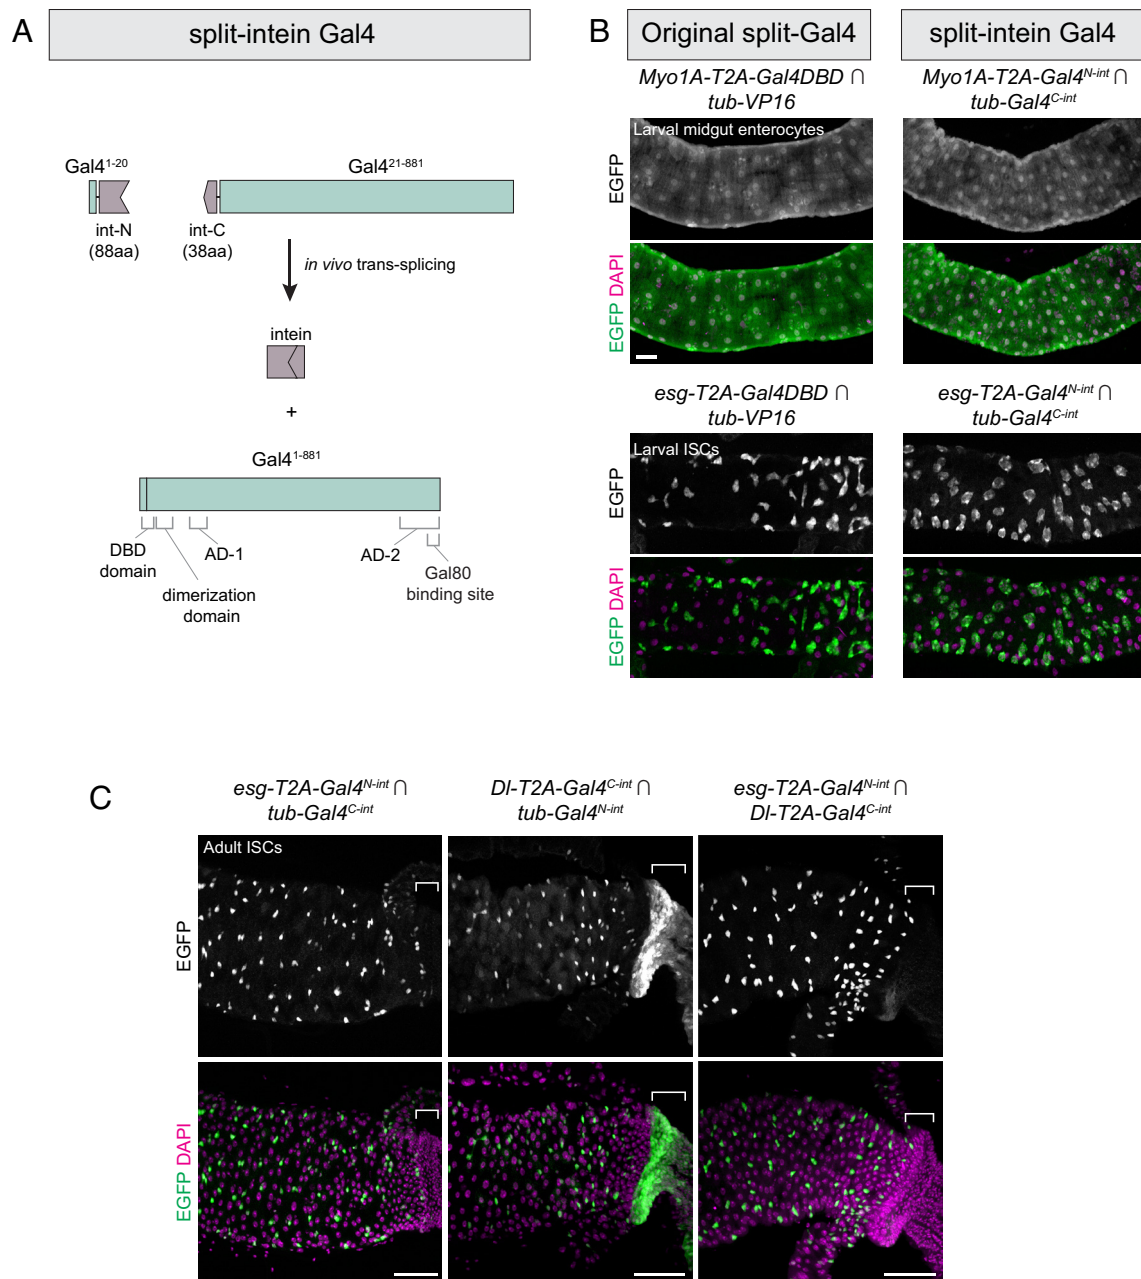 A
split-intein Gal4
Gal4¹⁻²⁰
Gal4²¹⁻⁸⁸¹
int-N
(88aa)
int-C
(38aa)
in vivo trans-splicing
intein
+
Gal4¹⁻⁸⁸¹
DBD
domain
dimerization
domain
AD-1
AD-2
Gal80
binding site
B
Original split-Gal4
split-intein Gal4
Myo1A-T2A-Gal4DBD ∩
tub-VP16
Myo1A-T2A-Gal4ᴺ⁻ⁱⁿᵗ ∩
tub-Gal4C-int
Larval midgut enterocytes
EGFP
EGFP DAPI
esg-T2A-Gal4DBD ∩
tub-VP16
esg-T2A-Gal4ᴺ⁻ⁱⁿᵗ ∩
tub-Gal4C-int
Larval ISCs
EGFP
EGFP DAPI
C
esg-T2A-Gal4ᴺ⁻ⁱⁿᵗ ∩
tub-Gal4C-int
Dl-T2A-Gal4C-int ∩
tub-Gal4ᴺ⁻ⁱⁿᵗ
esg-T2A-Gal4ᴺ⁻ⁱⁿᵗ ∩
Dl-T2A-Gal4C-int
Adult ISCs
EGFP
EGFP DAPI